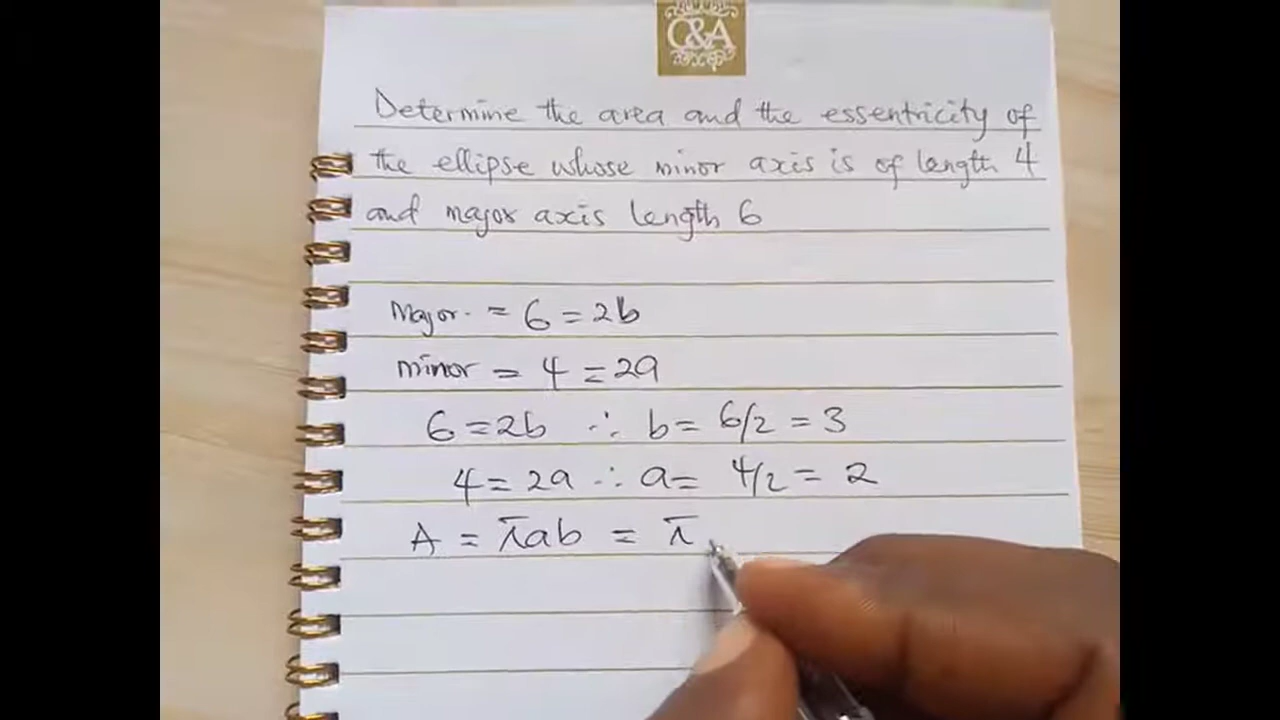 C&A
Determine the area and the essentricity of
the ellipse whose minor axis is of length 4
and major axis length 6
Major = 6 = 2b
minor = 4 = 2a
6 = 2b ∴ b = 6/2 = 3
4 = 2a ∴ a = 4/2 = 2
A = πab = π